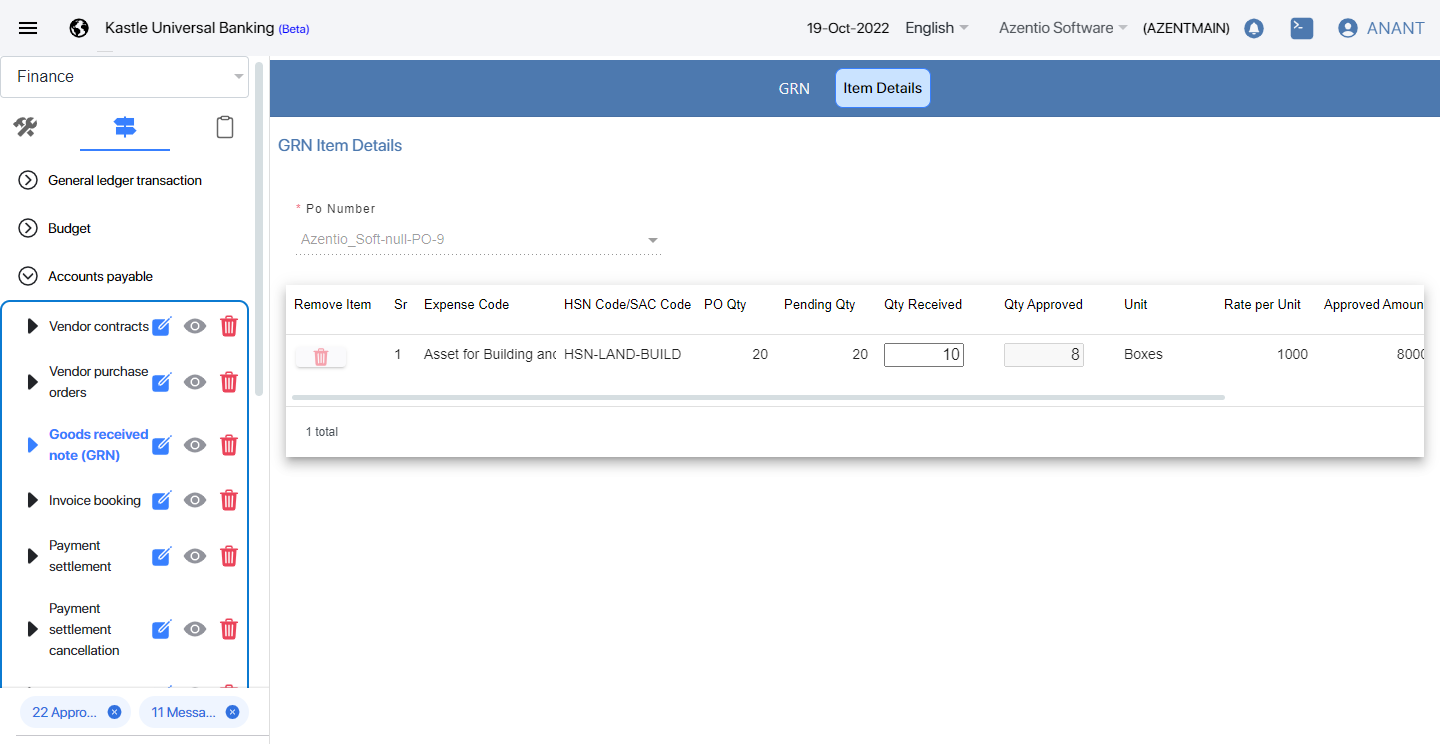 Kastle Universal Banking (Beta)
19-Oct-2022 English Azentio Software (AZENTMAIN) ANANT
Finance
GRN Item Details
General ledger transaction
Budget
Accounts payable
Vendor contracts
Vendor purchase
orders
Goods received
note (GRN)
Invoice booking
Payment
settlement
Payment
settlement
cancellation
22 Appro...
11 Messa...
GRN Item Details
* Po Number
Azentio_Soft-null-PO-9
Remove Item Sr Expense Code HSN Code/SAC Code PO Qty Pending Qty Qty Received Qty Approved Unit Rate per Unit Approved Amoun
1 Asset for Building and HSN-LAND-BUILD 20 20 10 8 Boxes 1000 8000
1 total